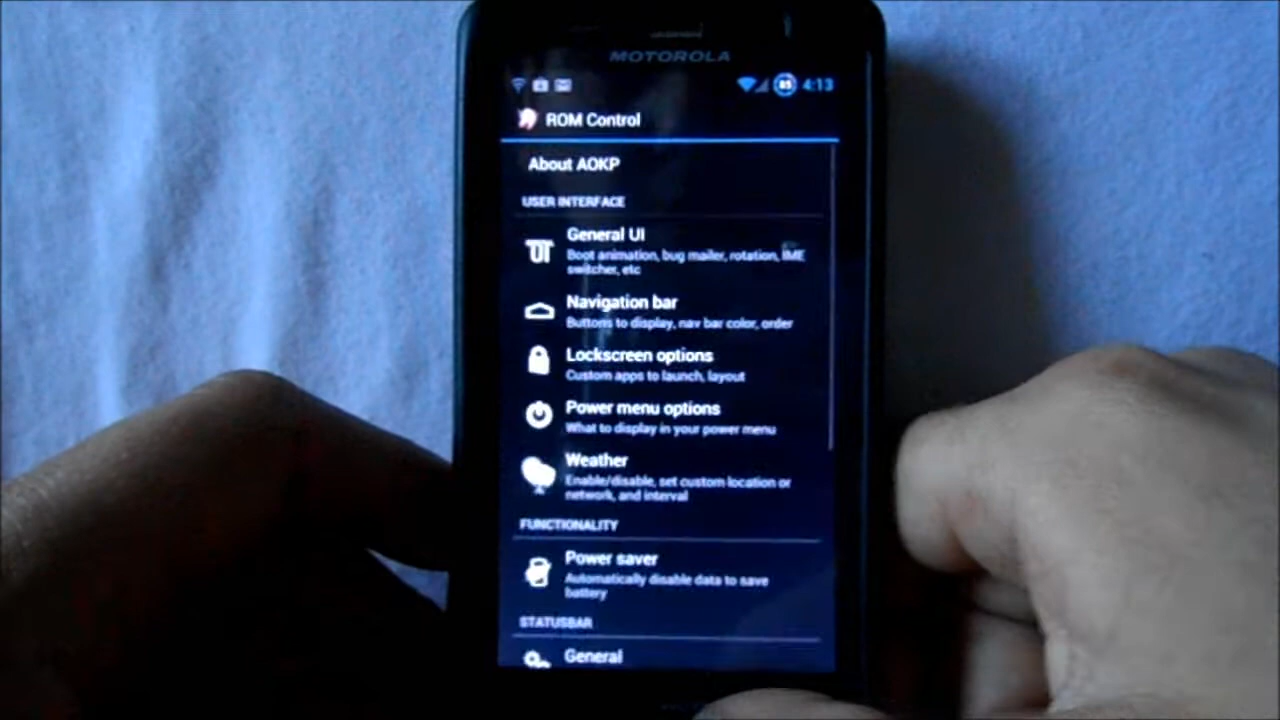 MOTOROLA
85 4:13
ROM Control
About AOKP
USER INTERFACE
General UI
Boot animation, bug mailer, rotation, IME
switcher, etc
Navigation bar
Buttons to display, nav bar color, order
Lockscreen options
Custom apps to launch, layout
Power menu options
What to display in your power menu
Weather
Enable/disable, set custom location or
network, and interval
FUNCTIONALITY
Power saver
Automatically disable data to save
battery
STATUSBAR
General